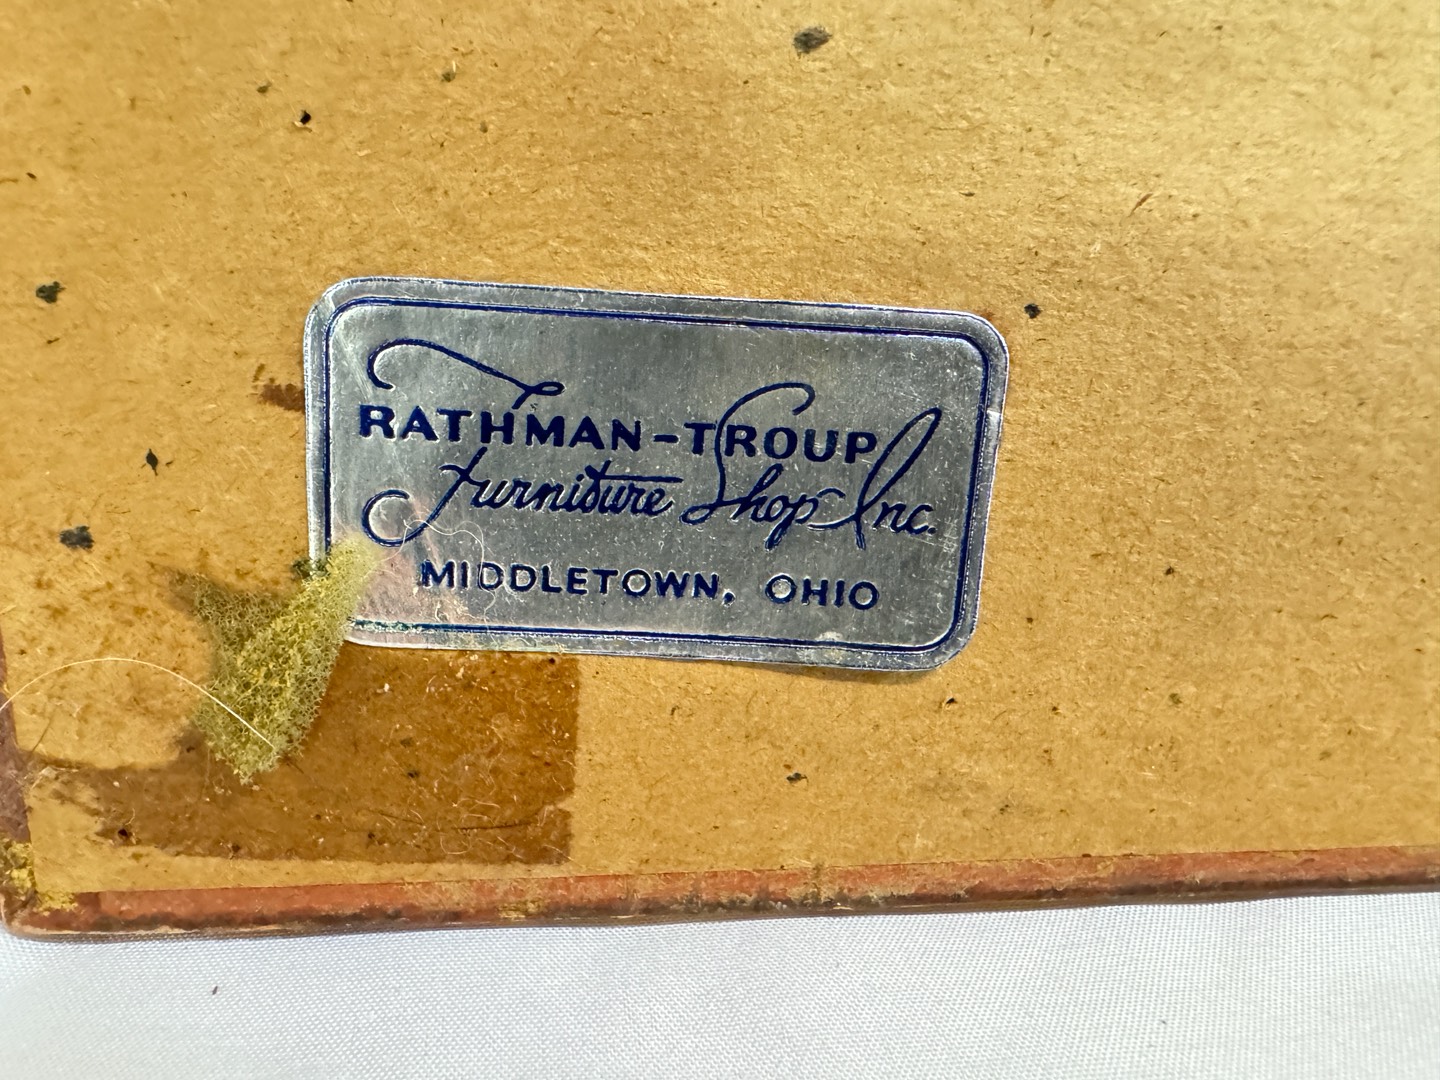 RATHMAN-TROUP
Furniture Shop Inc.
MIDDLETOWN, OHIO